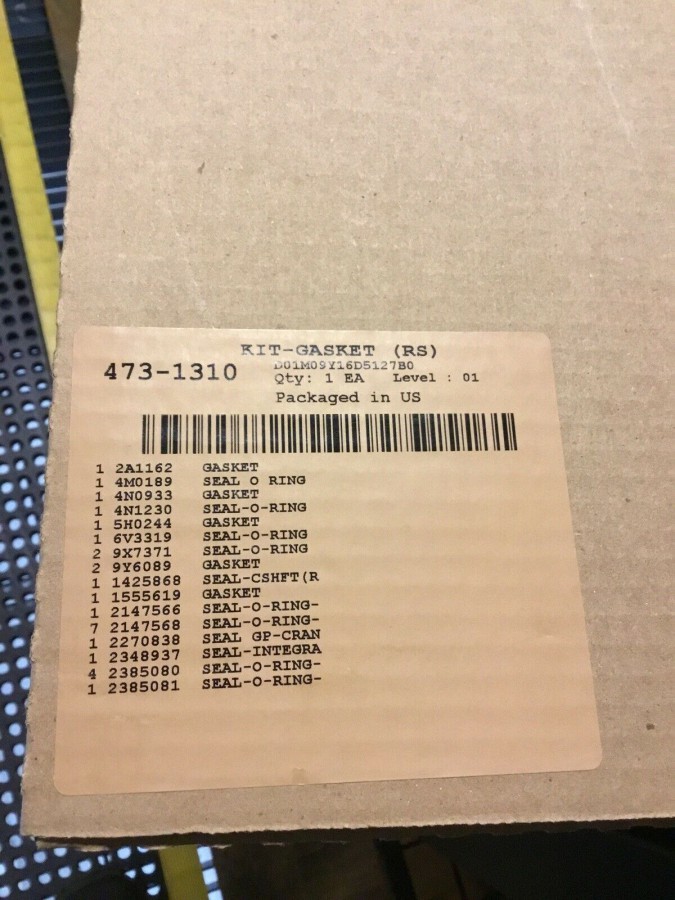 KIT-GASKET (RS)
473-1310
D01M09Y16D5127B0
Qty: 1 EA Level : 01
Packaged in US
1 2A1162 GASKET
1 4M0189 SEAL O RING
1 4N0933 GASKET
1 4N1230 SEAL-O-RING
1 5H0244 GASKET
1 6V3319 SEAL-O-RING
2 9X7371 SEAL-O-RING
2 9Y6089 GASKET
1 1425868 SEAL-CSHFT(R
1 1555619 GASKET
1 2147566 SEAL-O-RING-
7 2147568 SEAL-O-RING-
1 2270838 SEAL GP-CRAN
1 2348937 SEAL-INTEGRA
4 2385080 SEAL-O-RING-
1 2385081 SEAL-O-RING-